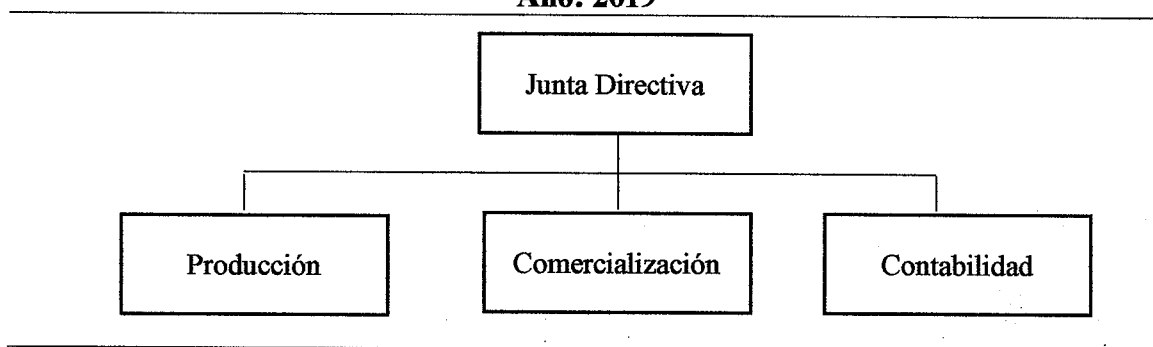 Año: 2019
Junta Directiva
Producción
Comercialización
Contabilidad